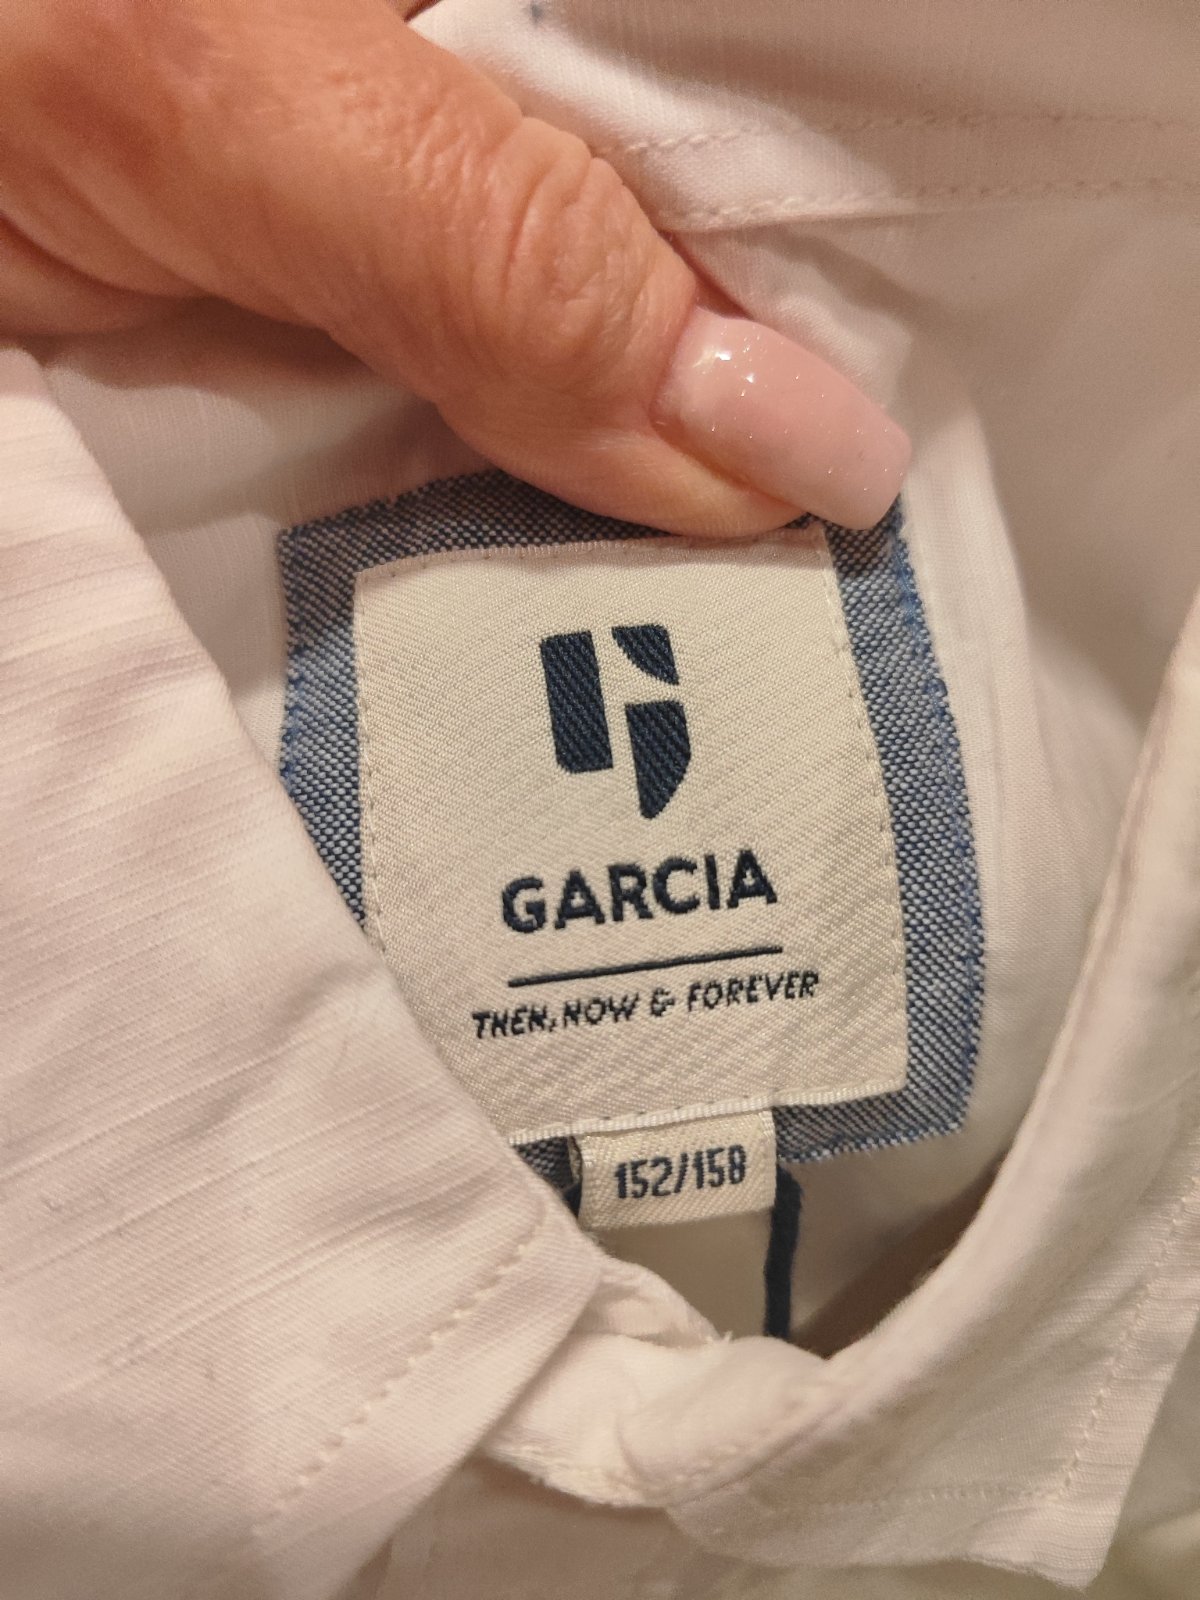 GARCIA
THEN, NOW & FOREVER
152/158